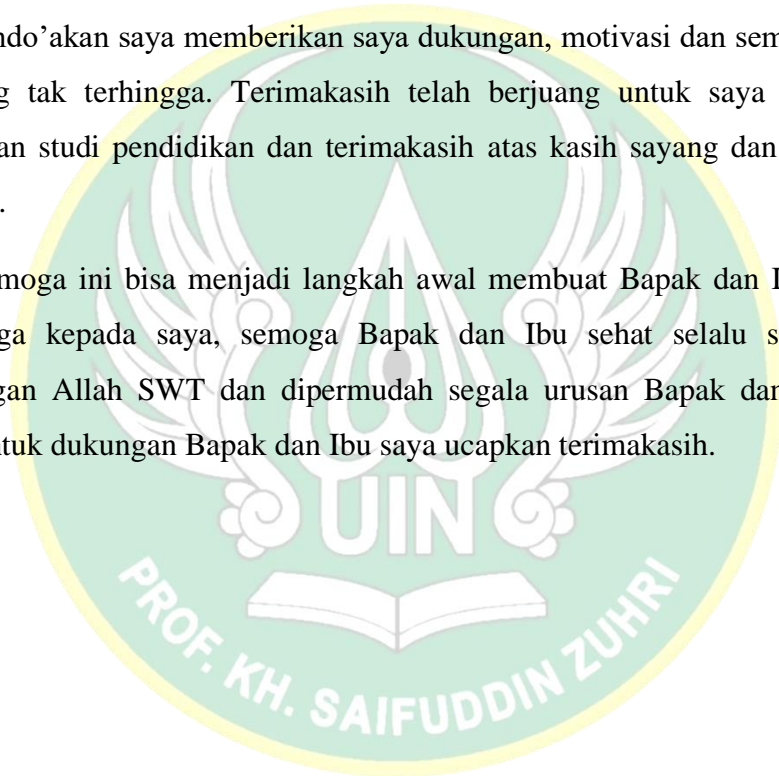 ndo’akan saya memberikan saya dukungan, motivasi dan sem
g tak terhingga. Terimakasih telah berjuang untuk saya
an studi pendidikan dan terimakasih atas kasih sayang dan
.
moga ini bisa menjadi langkah awal membuat Bapak dan I
ga kepada saya, semoga Bapak dan Ibu sehat selalu s
gan Allah SWT dan dipermudah segala urusan Bapak dan
ntuk dukungan Bapak dan Ibu saya ucapkan terimakasih.
UIN
PROF. KH. SAIFUDDIN ZUHRI